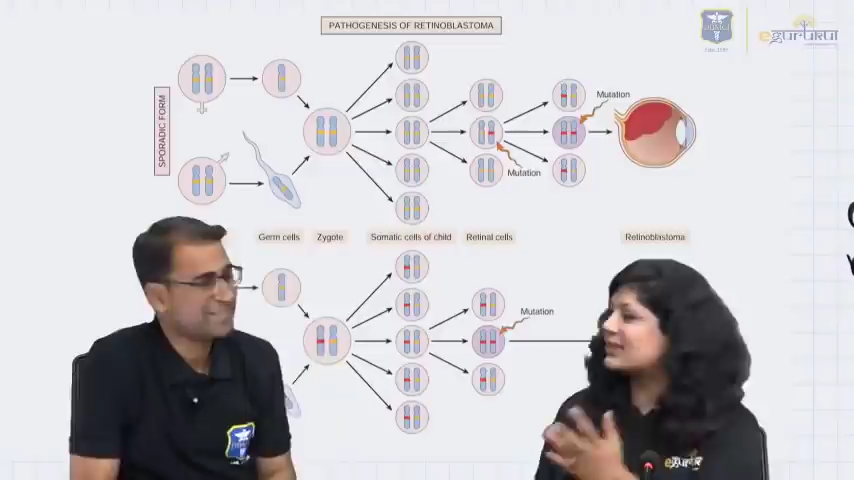 PATHOGENESIS OF RETINOBLASTOMA
egurukul
SPORADIC FORM
Mutation
Mutation
Germ cells
Zygote
Somatic cells of child
Retinal cells
Retinoblastoma
Mutation
egurukul